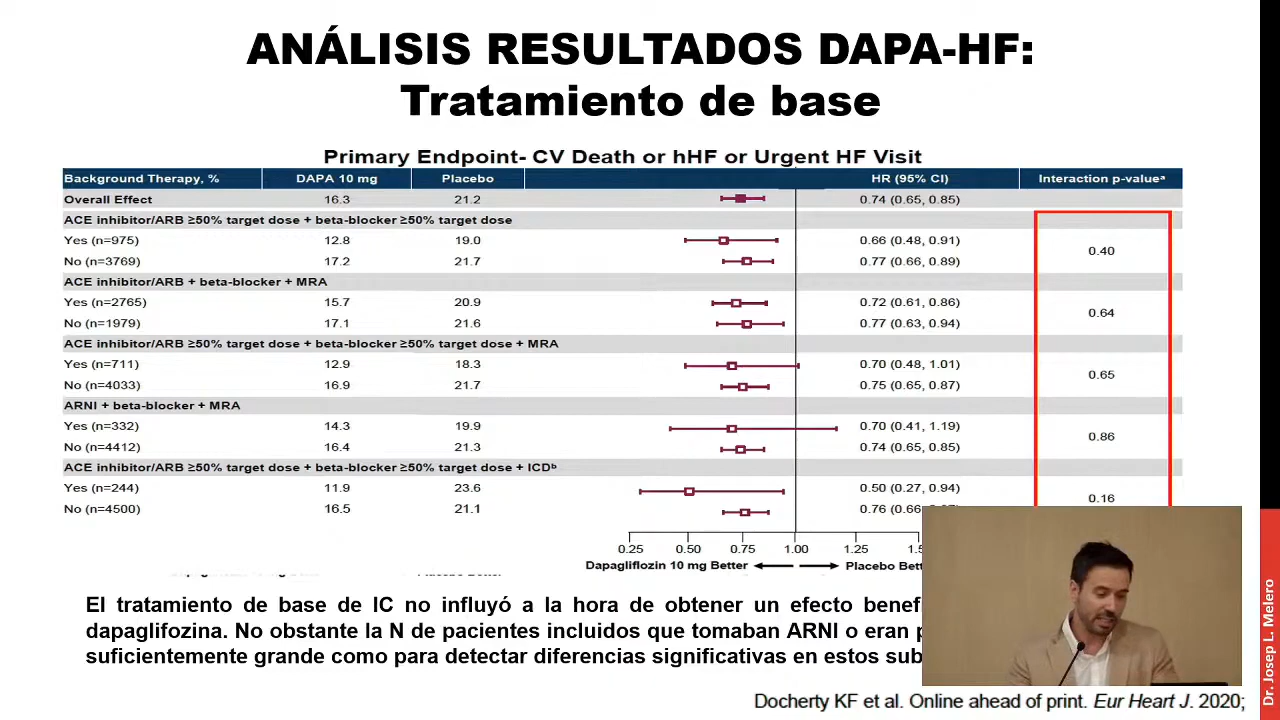 ANÁLISIS RESULTADOS DAPA-HF:
Tratamiento de base
Primary Endpoint- CV Death or hHF or Urgent HF Visit
Background Therapy, % DAPA 10 mg Placebo HR (95% CI) Interaction p-valueᵃ
Overall Effect 16.3 21.2 0.74 (0.65, 0.85)
ACE inhibitor/ARB ≥50% target dose + beta-blocker ≥50% target dose
Yes (n=975) 12.8 19.0 0.66 (0.48, 0.91)
0.40
No (n=3769) 17.2 21.7 0.77 (0.66, 0.89)
ACE inhibitor/ARB + beta-blocker + MRA
Yes (n=2765) 15.7 20.9 0.72 (0.61, 0.86)
0.64
No (n=1979) 17.1 21.6 0.77 (0.63, 0.94)
ACE inhibitor/ARB ≥50% target dose + beta-blocker ≥50% target dose + MRA
Yes (n=711) 12.9 18.3 0.70 (0.48, 1.01)
0.65
No (n=4033) 16.9 21.7 0.75 (0.65, 0.87)
ARNI + beta-blocker + MRA
Yes (n=332) 14.3 19.9 0.70 (0.41, 1.19)
0.86
No (n=4412) 16.4 21.3 0.74 (0.65, 0.85)
ACE inhibitor/ARB ≥50% target dose + beta-blocker ≥50% target dose + ICDᵇ
Yes (n=244) 11.9 23.6 0.50 (0.27, 0.94)
0.16
No (n=4500) 16.5 21.1 0.76 (0.66,
0.25 0.50 0.75 1.00 1.25 1.5
Dapagliflozin 10 mg Better Placebo Bett
El tratamiento de base de IC no influyó a la hora de obtener un efecto benef
dapaglifozina. No obstante la N de pacientes incluidos que tomaban ARNI o eran
suficientemente grande como para detectar diferencias significativas en estos sub
Docherty KF et al. Online ahead of print. Eur Heart J. 2020;
Dr. Josep L. Melero